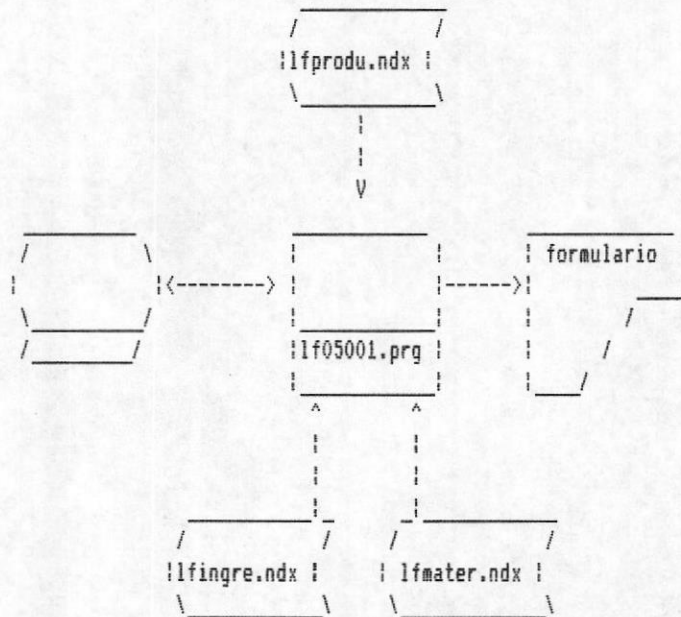 lfprodu.ndx
formulario
lf05001.prg
lfingre.ndx
lfmater.ndx